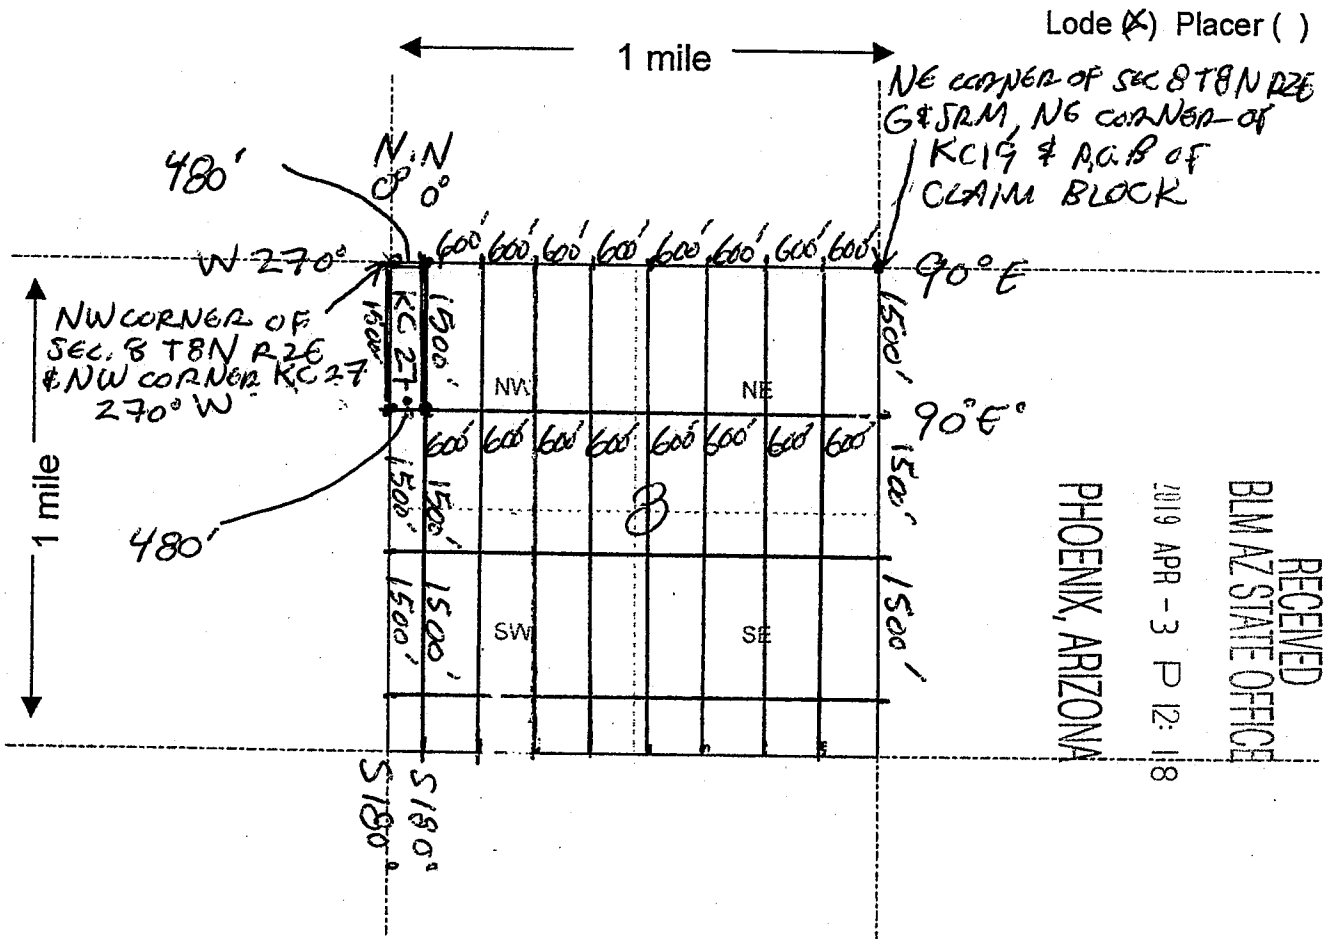 Lode (X) Placer ( )
1 mile
NE CORNER OF SEC 8 T8N R2E
G&SRM, NE CORNER OF
KC19 & P.O.B OF
CLAIM BLOCK
480'
N 0° N 0°
600' 600' 600' 600' 600' 600' 600' 600'
W 270°
90° E
NW CORNER OF
SEC. 8 T8N R2E
& NW CORNER KC 27
270° W
1500'
KC 27
1500'
1500'
NW
NE
90° E°
600' 600' 600' 600' 600' 600' 600' 600'
1 mile
1500'
1500'
1500'
8
480'
1500'
1500'
1500'
SW
SE
S 180°
S 180°
RECEIVED
BLM AZ STATE OFFICE
2019 APR -3 P 12: 18
PHOENIX, ARIZONA